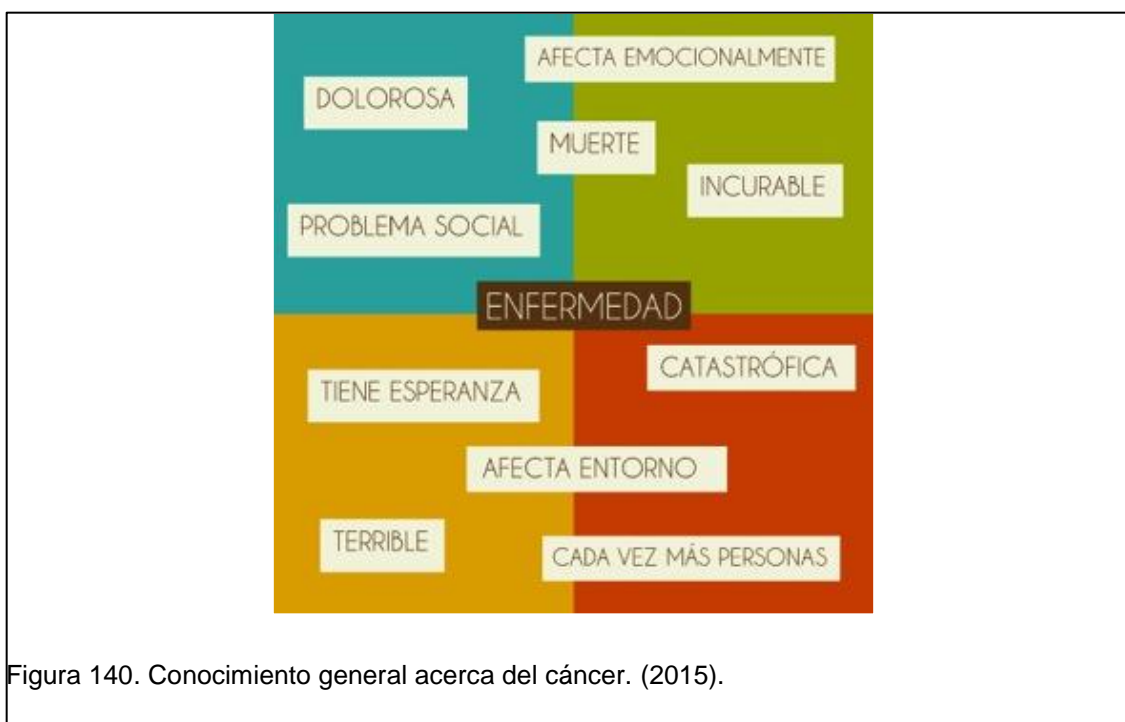 AFECTA EMOCIONALMENTE
DOLOROSA
MUERTE
INCURABLE
PROBLEMA SOCIAL
ENFERMEDAD
CATASTRÓFICA
TIENE ESPERANZA
AFECTA ENTORNO
TERRIBLE
CADA VEZ MÁS PERSONAS
Figura 140. Conocimiento general acerca del cáncer. (2015).